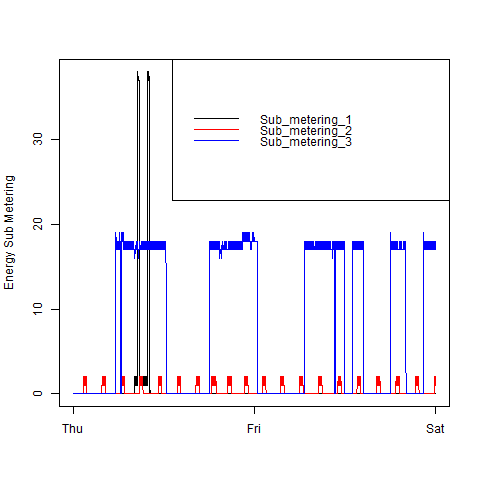 Sub_metering_1
Sub_metering_2
Sub_metering_3
Energy Sub Metering
30
20
10
0
Thu
Fri
Sat